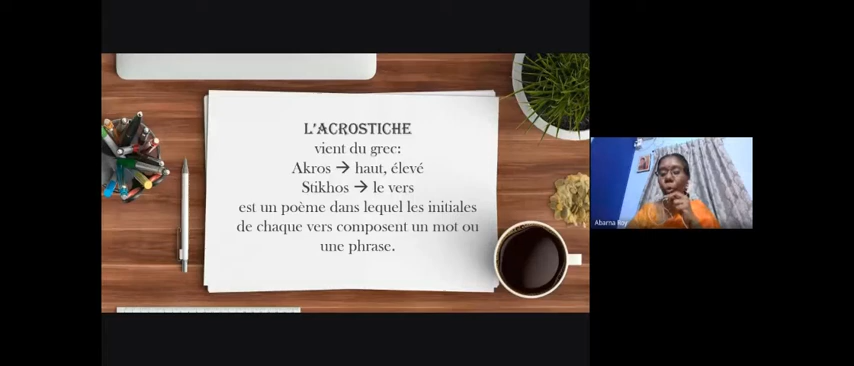 L'ACROSTICHE
vient du grec:
Akros → haut, élevé
Stikhos → le vers
est un poème dans lequel les initiales
de chaque vers composent un mot ou
une phrase.
Abarna Roy